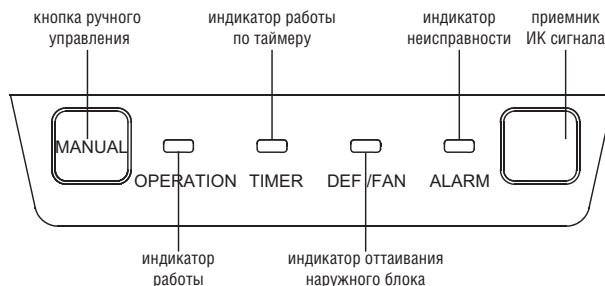 кнопка ручного
управления
индикатор работы
по таймеру
индикатор
неисправности
приемник
ИК сигнала
MANUAL
OPERATION
TIMER
DEF./FAN
ALARM
индикатор
работы
индикатор оттаивания
наружного блока